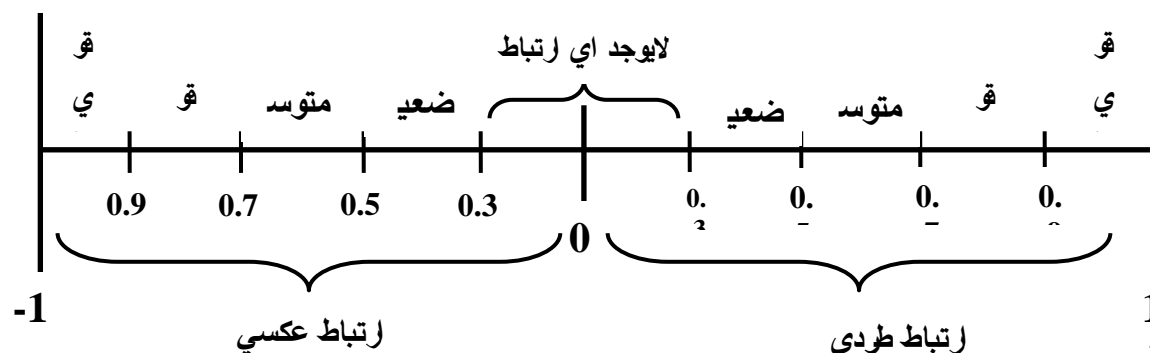 لايوجد اي ارتباط
قو
ي
قو
متوسـ
ضعيـ
ضعيـ
متوسـ
قو
قو
ي
0.9 0.7 0.5 0.3 0 0.3 0. 0. 0.
-1 1
ارتباط عكسي ارتباط طردي